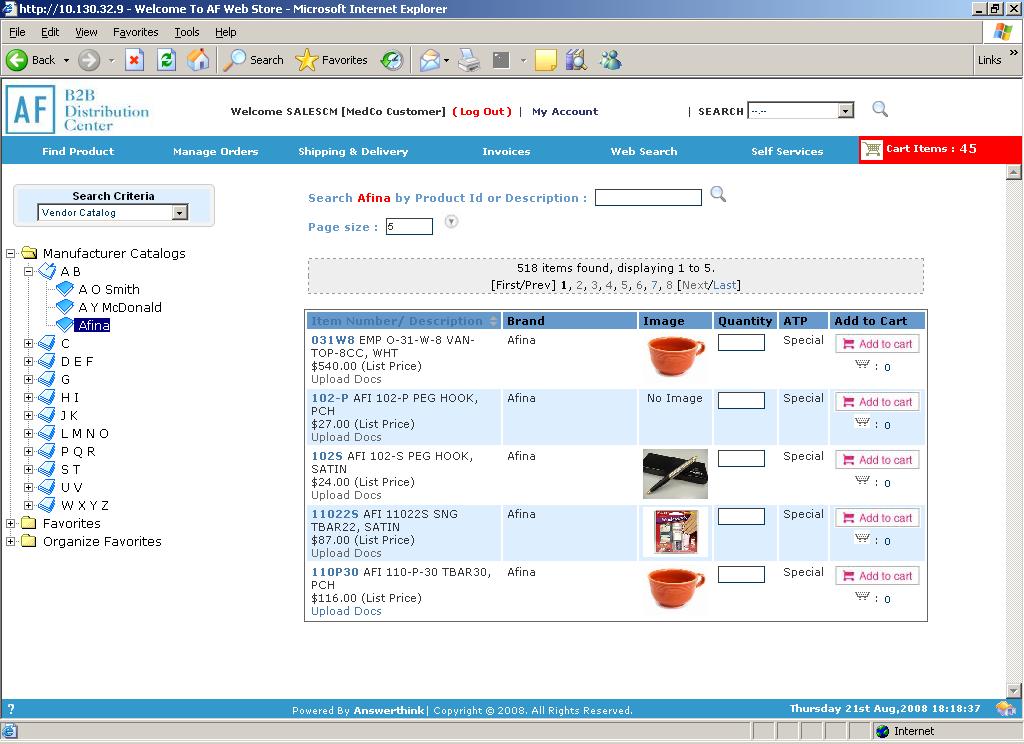 http://10.130.32.9 - Welcome To AF Web Store - Microsoft Internet Explorer
File Edit View Favorites Tools Help
Back Search Favorites Links »
AF B2B
Distribution
Center
Welcome SALESCM [MedCo Customer] ( Log Out ) | My Account | SEARCH --.--
Find Product Manage Orders Shipping & Delivery Invoices Web Search Self Services Cart Items : 45
Search Criteria
Vendor Catalog
Manufacturer Catalogs
A B
A O Smith
A Y McDonald
Afina
C
D E F
G
H I
J K
L M N O
P Q R
S T
U V
W X Y Z
Favorites
Organize Favorites
Search Afina by Product Id or Description :
Page size : 5
518 items found, displaying 1 to 5.
[First/Prev] 1, 2, 3, 4, 5, 6, 7, 8 [Next/Last]
Item Number/ Description Brand Image Quantity ATP Add to Cart
031W8 EMP O-31-W-8 VAN- Afina Special Add to cart
TOP-8CC, WHT
$540.00 (List Price) : 0
Upload Docs
102-P AFI 102-P PEG HOOK, Afina No Image Special Add to cart
PCH
$27.00 (List Price) : 0
Upload Docs
102S AFI 102-S PEG HOOK, Afina Special Add to cart
SATIN
$24.00 (List Price) : 0
Upload Docs
11022S AFI 11022S SNG Afina Special Add to cart
TBAR22, SATIN
$87.00 (List Price) : 0
Upload Docs
110P30 AFI 110-P-30 TBAR30, Afina Special Add to cart
PCH
$116.00 (List Price) : 0
Upload Docs
? Powered By Answerthink | Copyright © 2008. All Rights Reserved. Thursday 21st Aug,2008 18:18:37
Internet